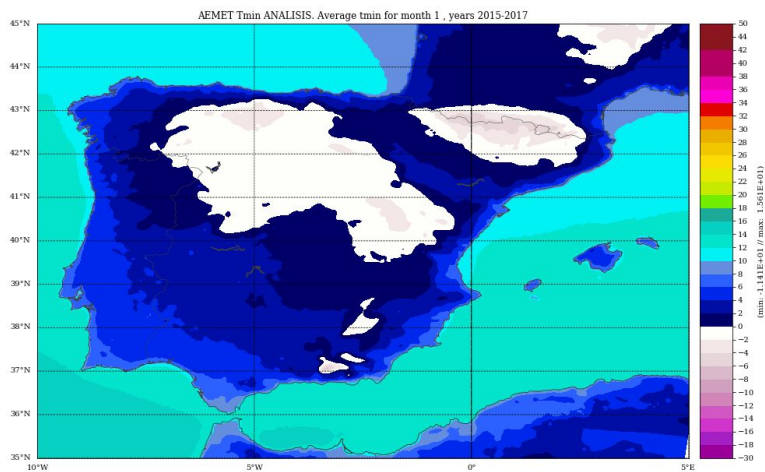 AEMET Tmin ANALISIS. Average tmin for month 1 , years 2015-2017
45°N
44°N
43°N
42°N
41°N
40°N
39°N
38°N
37°N
36°N
35°N
10°W
5°W
0°
5°E
50
44
42
40
38
36
34
32
30
28
26
24
22
20
18
16
14
12
10
8
6
4
2
0
−2
−4
−6
−8
−10
−11
−12
−13
−14
−16
−18
−30
(min: -1.141E+01 // max: 1.561E+01)